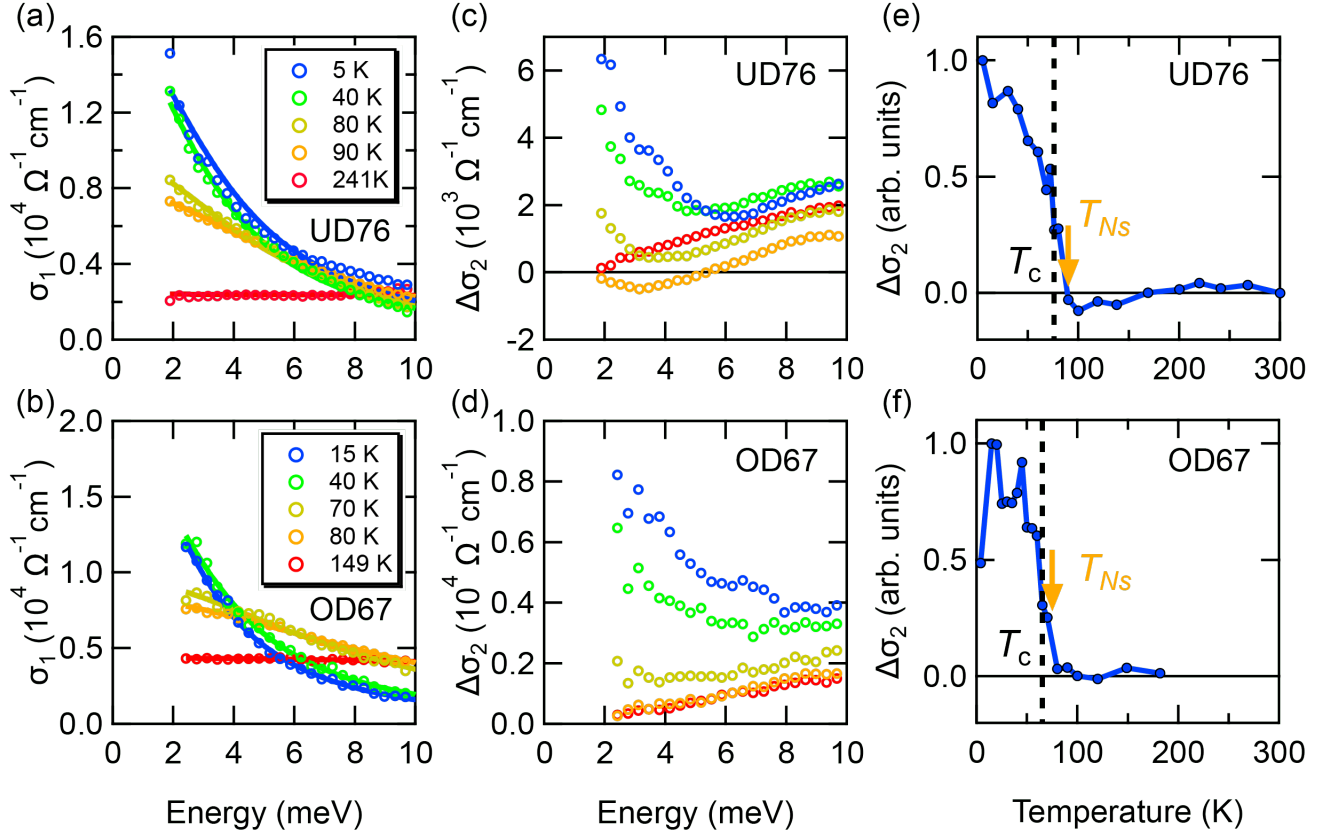 (a)
1.6
1.2
0.8
0.4
0.0
σ1 (10^4 Ω^-1 cm^-1)
5 K
40 K
80 K
90 K
241K
UD76
0 2 4 6 8 10
(c)
6
4
2
0
-2
Δσ2 (10^3 Ω^-1 cm^-1)
UD76
0 2 4 6 8 10
(e)
1.0
0.5
0.0
Δσ2 (arb. units)
UD76
TNs
Tc
0 100 200 300
(b)
2.0
1.5
1.0
0.5
0.0
σ1 (10^4 Ω^-1 cm^-1)
15 K
40 K
70 K
80 K
149 K
OD67
0 2 4 6 8 10
Energy (meV)
(d)
1.0
0.8
0.6
0.4
0.2
0.0
Δσ2 (10^4 Ω^-1 cm^-1)
OD67
0 2 4 6 8 10
Energy (meV)
(f)
1.0
0.5
0.0
Δσ2 (arb. units)
OD67
TNs
Tc
0 100 200 300
Temperature (K)